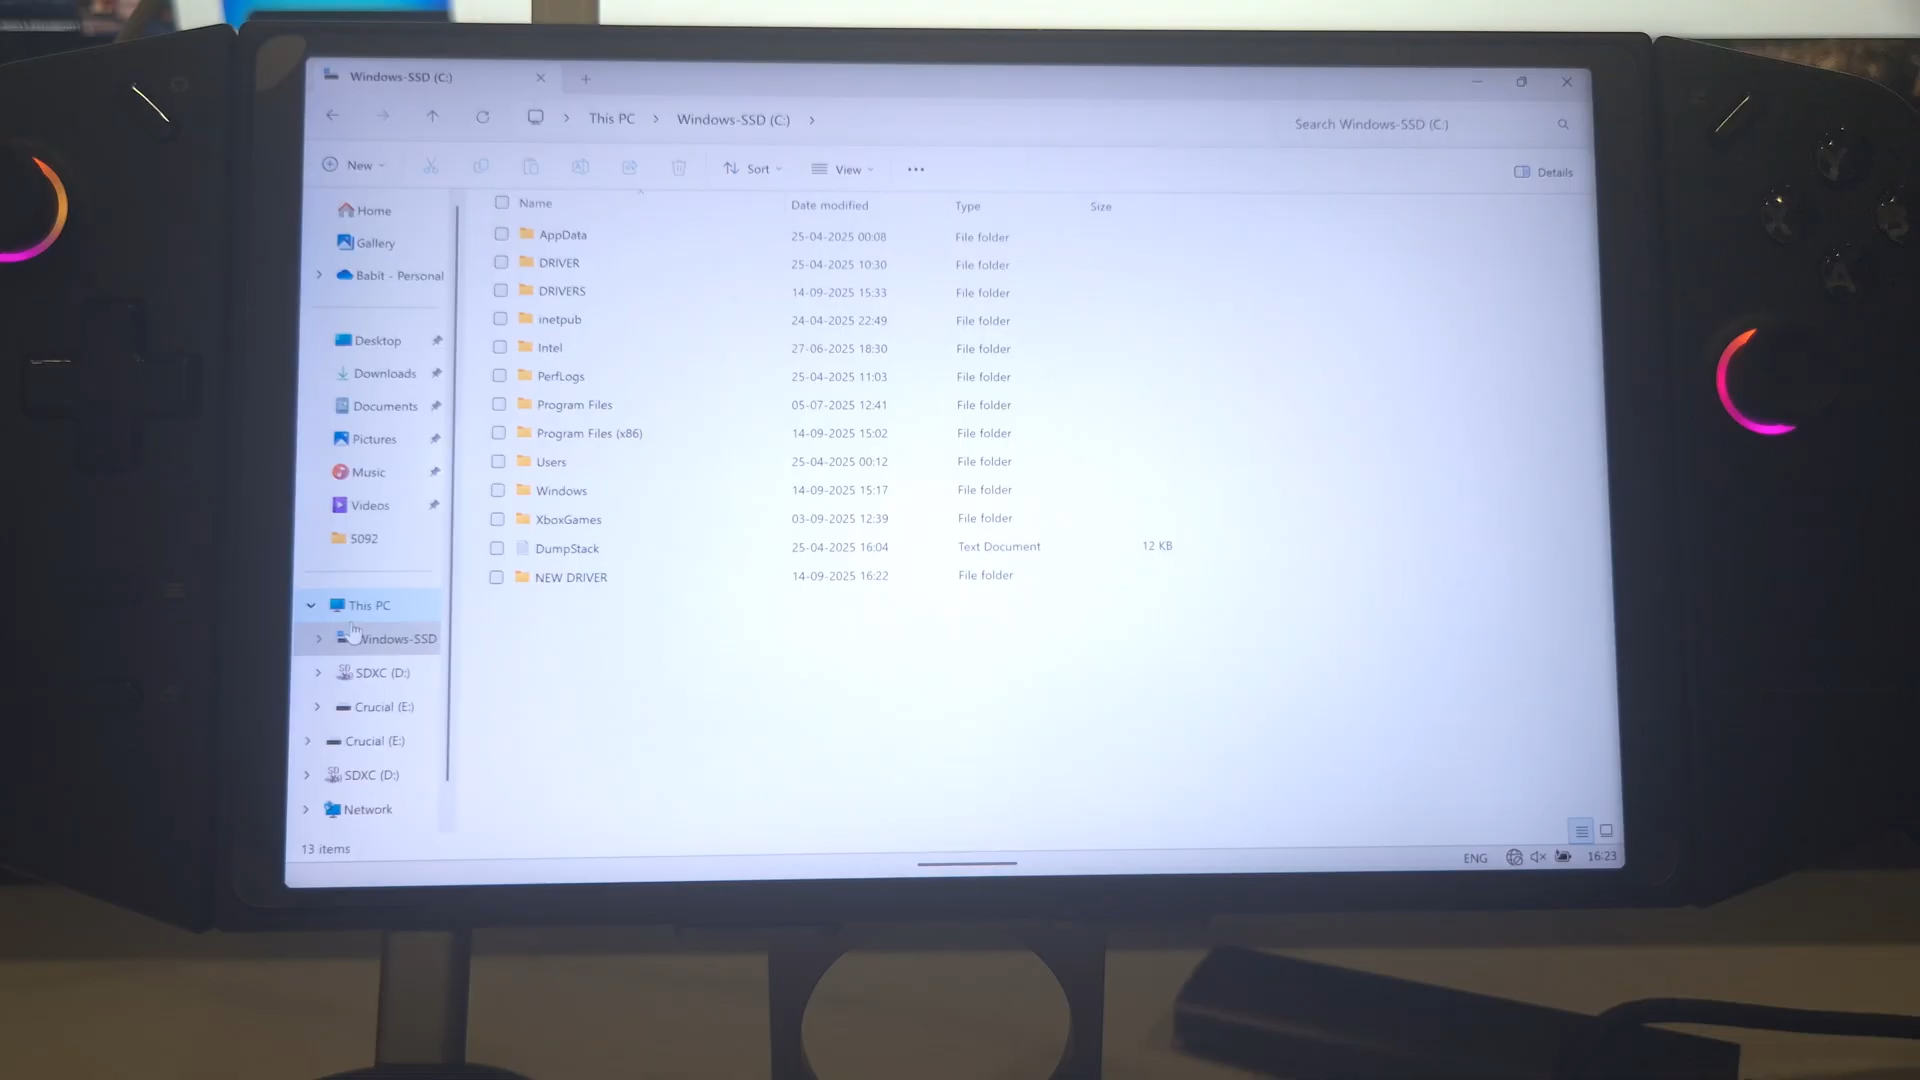 Windows-SSD (C:)
This PC > Windows-SSD (C:) >
Search Windows-SSD (C:)
New
Sort
View
Details
Home
Gallery
Babit - Personal
Desktop
Downloads
Documents
Pictures
Music
Videos
5092
This PC
Windows-SSD
SDXC (D:)
Crucial (E:)
Crucial (E:)
SDXC (D:)
Network
Name Date modified Type Size
AppData 25-04-2025 00:08 File folder
DRIVER 25-04-2025 10:30 File folder
DRIVERS 14-09-2025 15:33 File folder
inetpub 24-04-2025 22:49 File folder
Intel 27-06-2025 18:30 File folder
PerfLogs 25-04-2025 11:03 File folder
Program Files 05-07-2025 12:41 File folder
Program Files (x86) 14-09-2025 15:02 File folder
Users 25-04-2025 00:12 File folder
Windows 14-09-2025 15:17 File folder
XboxGames 03-09-2025 12:39 File folder
DumpStack 25-04-2025 16:04 Text Document 12 KB
NEW DRIVER 14-09-2025 16:22 File folder
13 items
ENG 16:23
Y
X
A